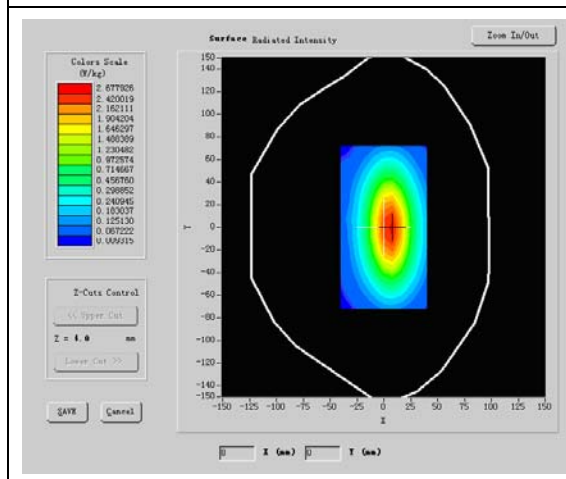 Surface Radiated Intensity
Zoom In/Out
Colors Scale
(W/kg)
2.677926
2.420019
2.162111
1.904204
1.646297
1.488389
1.230482
0.972574
0.714667
0.456760
0.298852
0.240945
0.183037
0.125130
0.067222
0.009315
Z-Cuts Control
<< Upper Cut
Z = 4.0 mm
Lower Cut >>
SAVE
Cancel
150
140
120
100
80
60
40
20
0
-20
-40
-60
-80
-100
-120
-140
-150
Y
-150 -125 -100 -75 -50 -25 0 25 50 75 100 125 150
X
0 X (mm) 0 Y (mm)